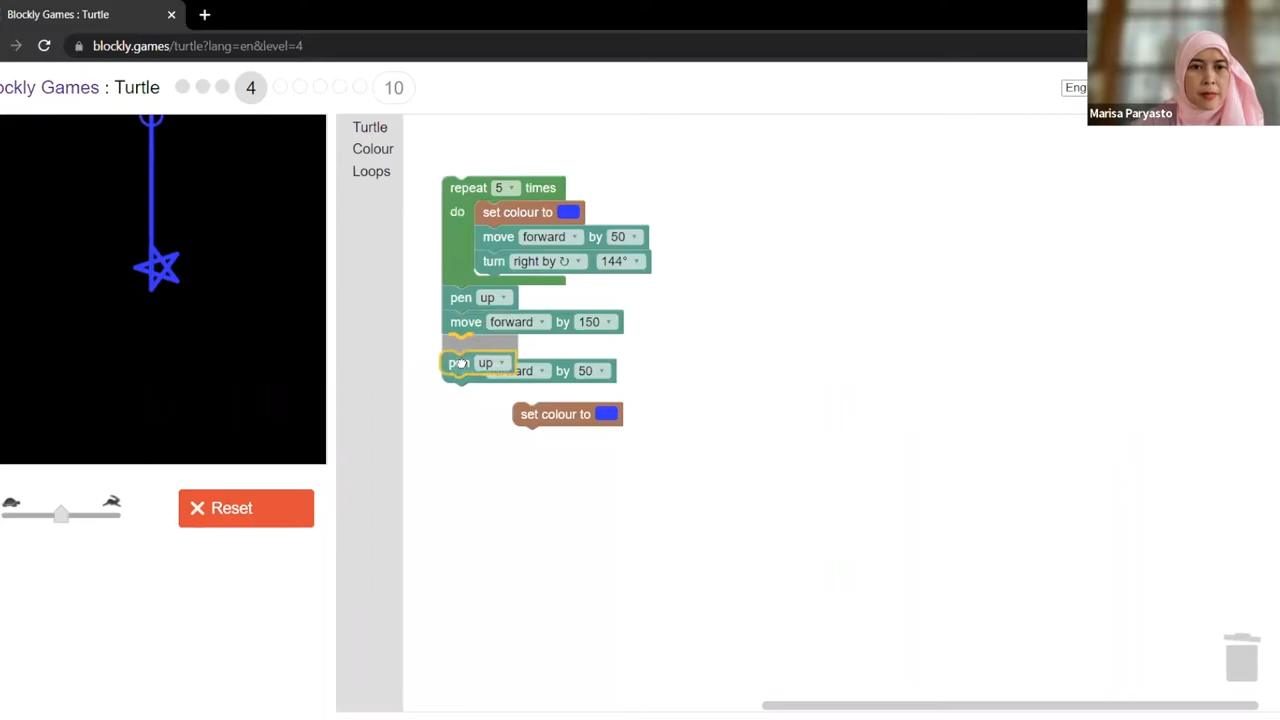 Blockly Games : Turtle
blockly.games/turtle?lang=en&level=4
ockly Games : Turtle
4
10
Eng
Marisa Paryasto
Turtle
Colour
Loops
repeat 5 times
do
set colour to
move forward by 50
turn right by ↻ 144°
pen up
move forward by 150
pen up
ard by 50
set colour to
Reset